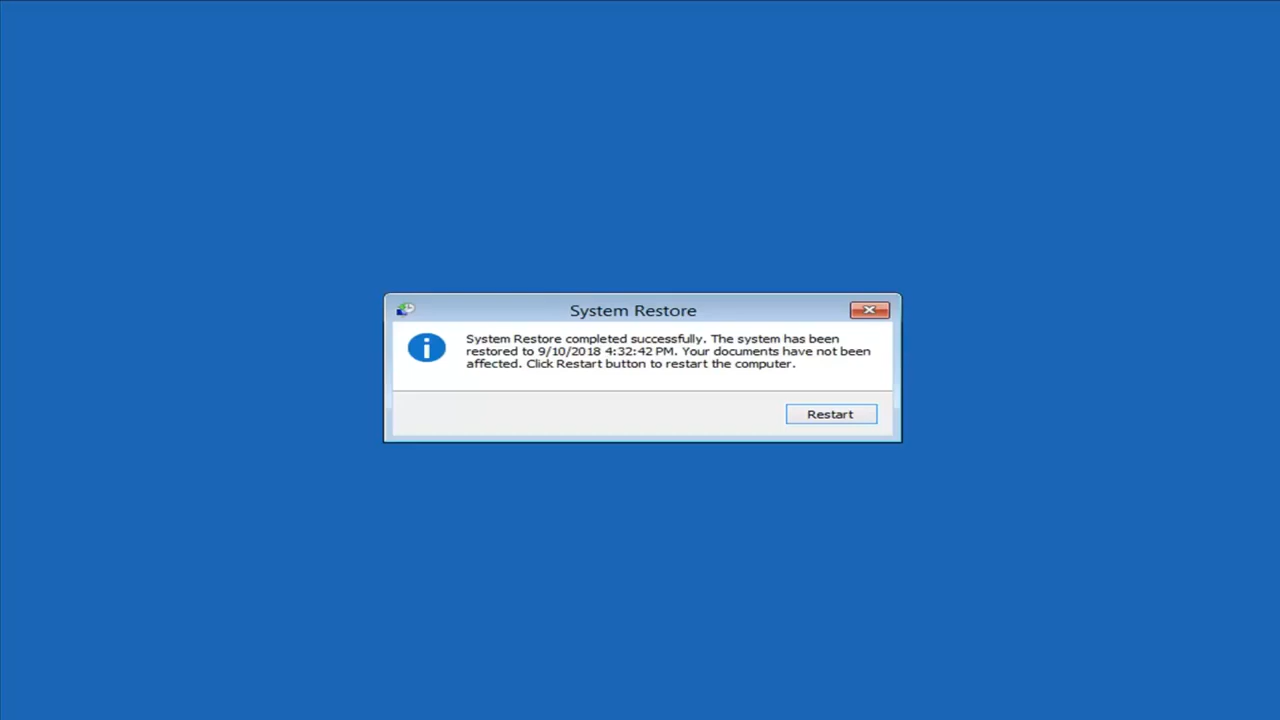 System Restore
System Restore completed successfully. The system has been
restored to 9/10/2018 4:32:42 PM. Your documents have not been
affected. Click Restart button to restart the computer.
Restart